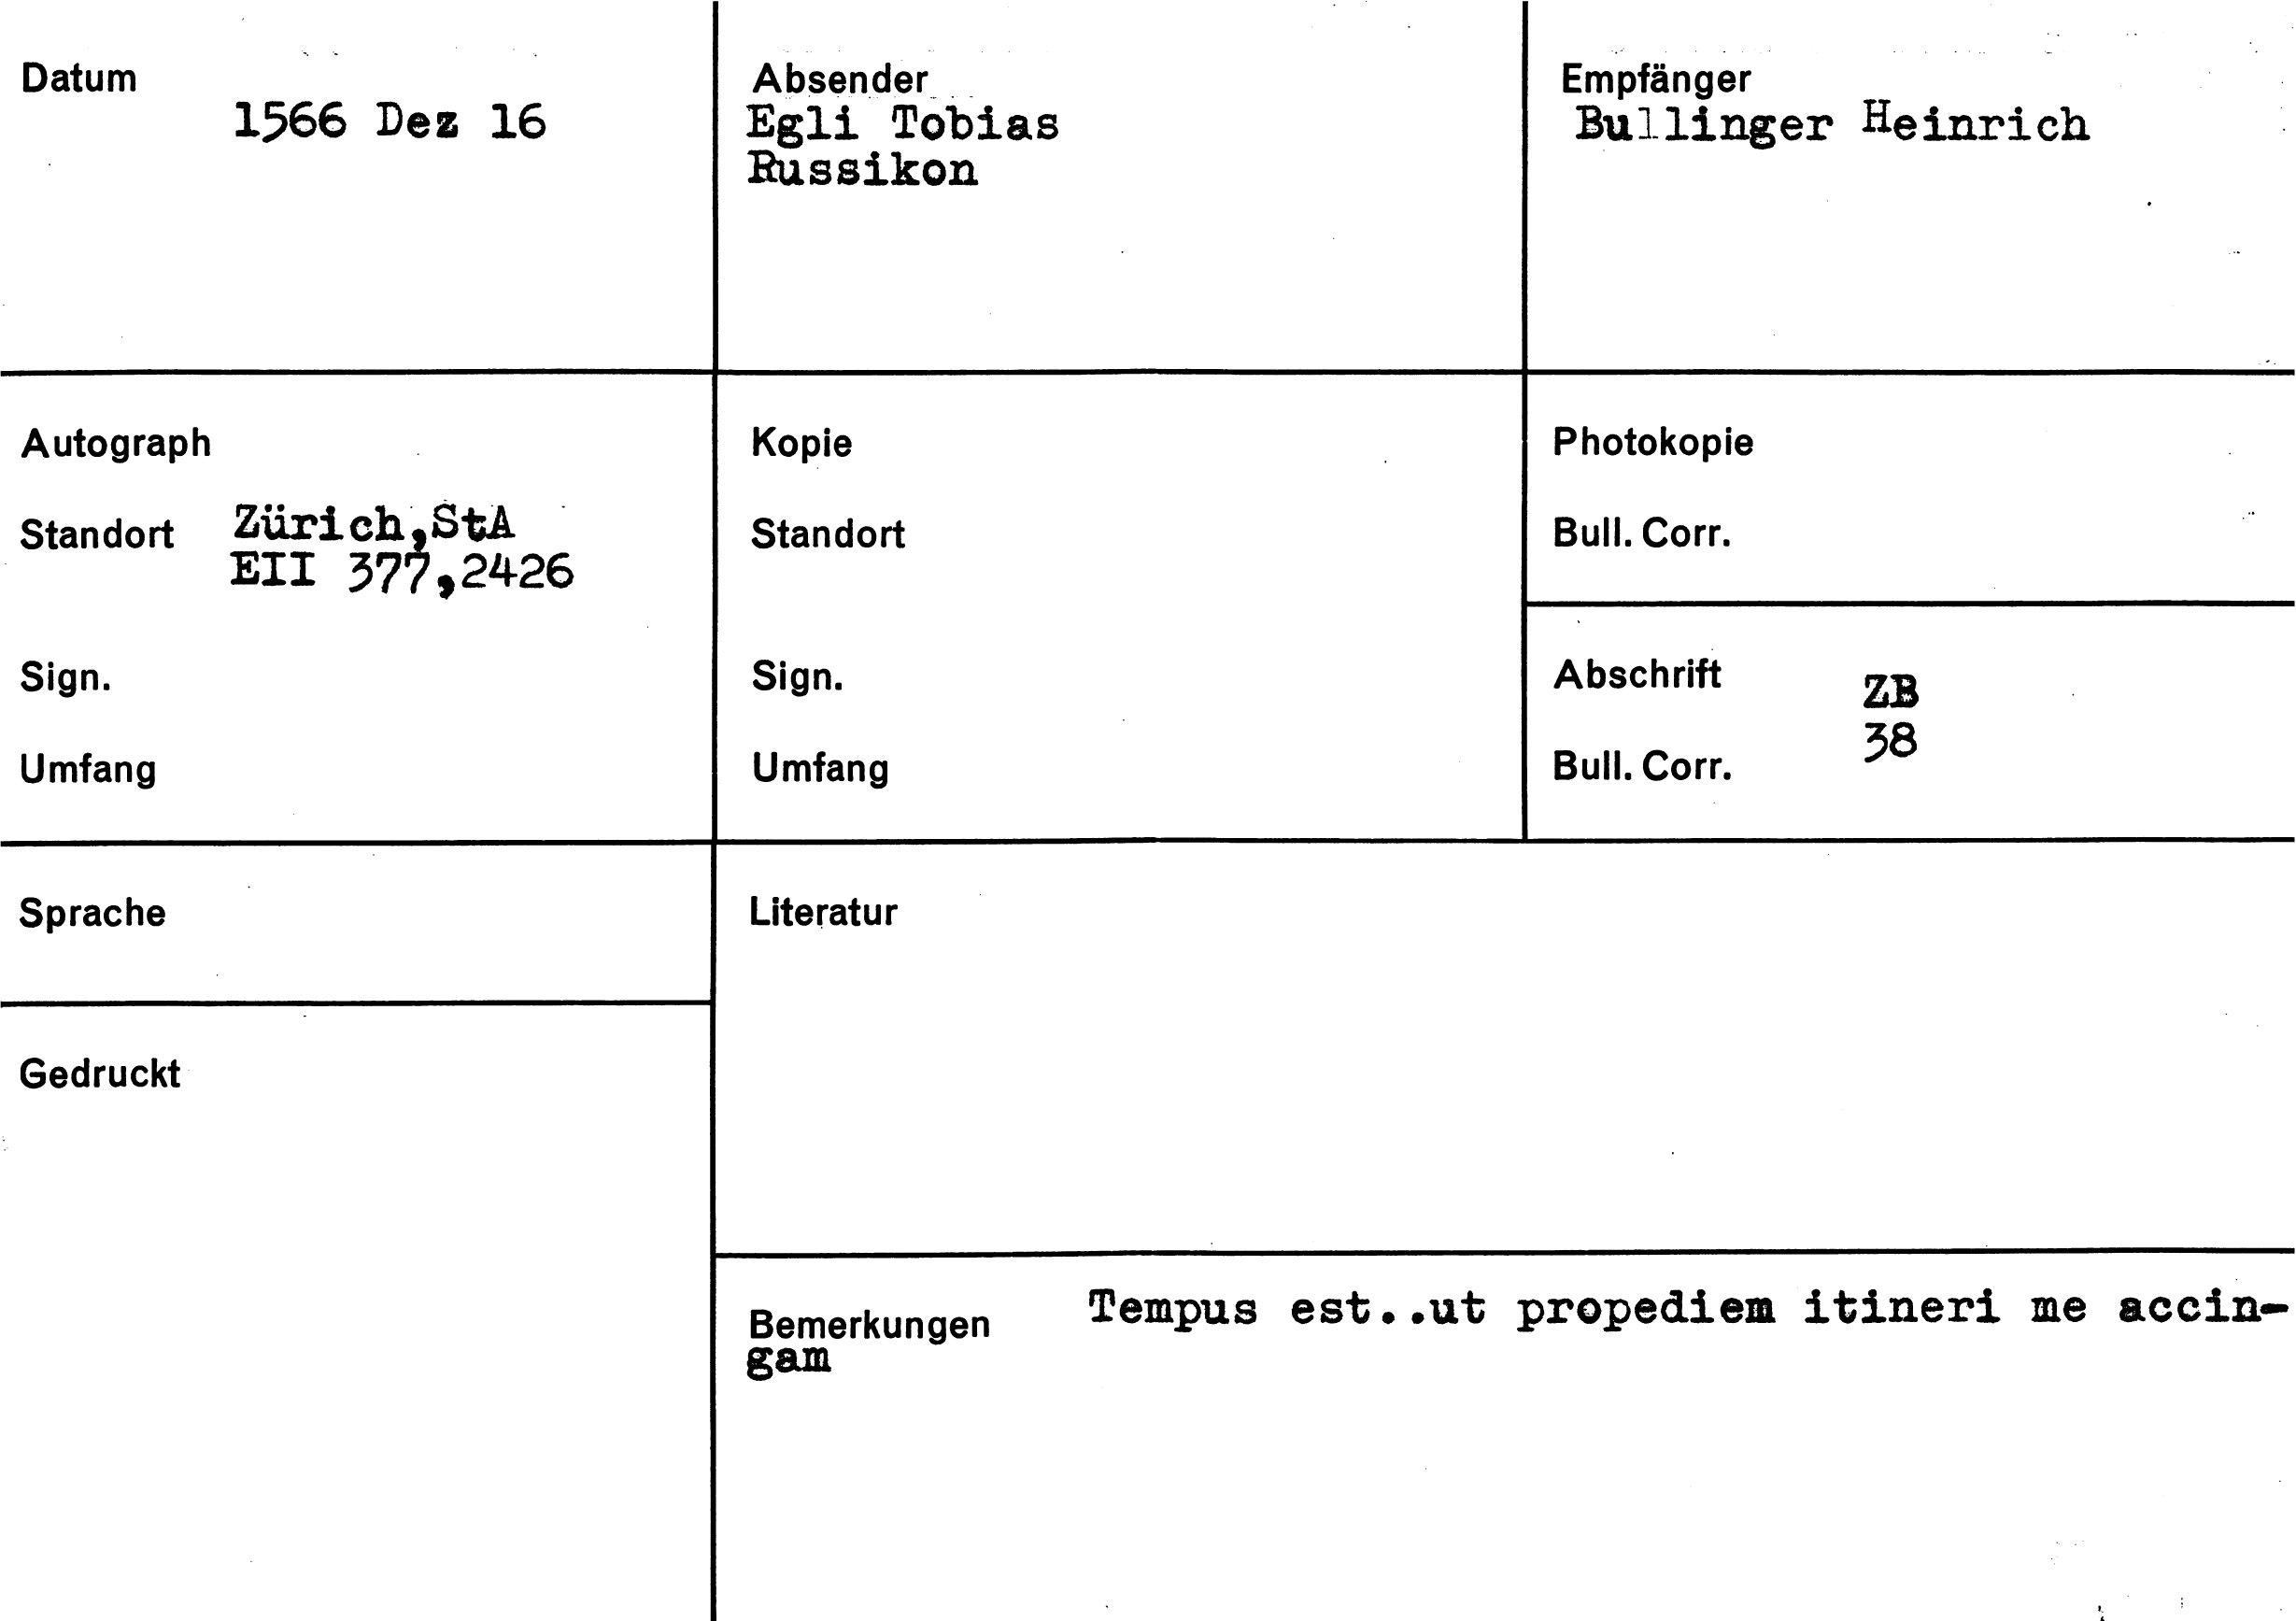 Datum
1566 Dez 16
Absender
Egli Tobias
Russikon
Empfänger
Bullinger Heinrich
Autograph
Standort Zürich,StA
EII 377,2426
Sign.
Umfang
Kopie
Standort
Sign.
Umfang
Photokopie
Bull. Corr.
Abschrift ZB
38
Bull. Corr.
Sprache
Literatur
Gedruckt
Bemerkungen Tempus est..ut propediem itineri me accin-
gam